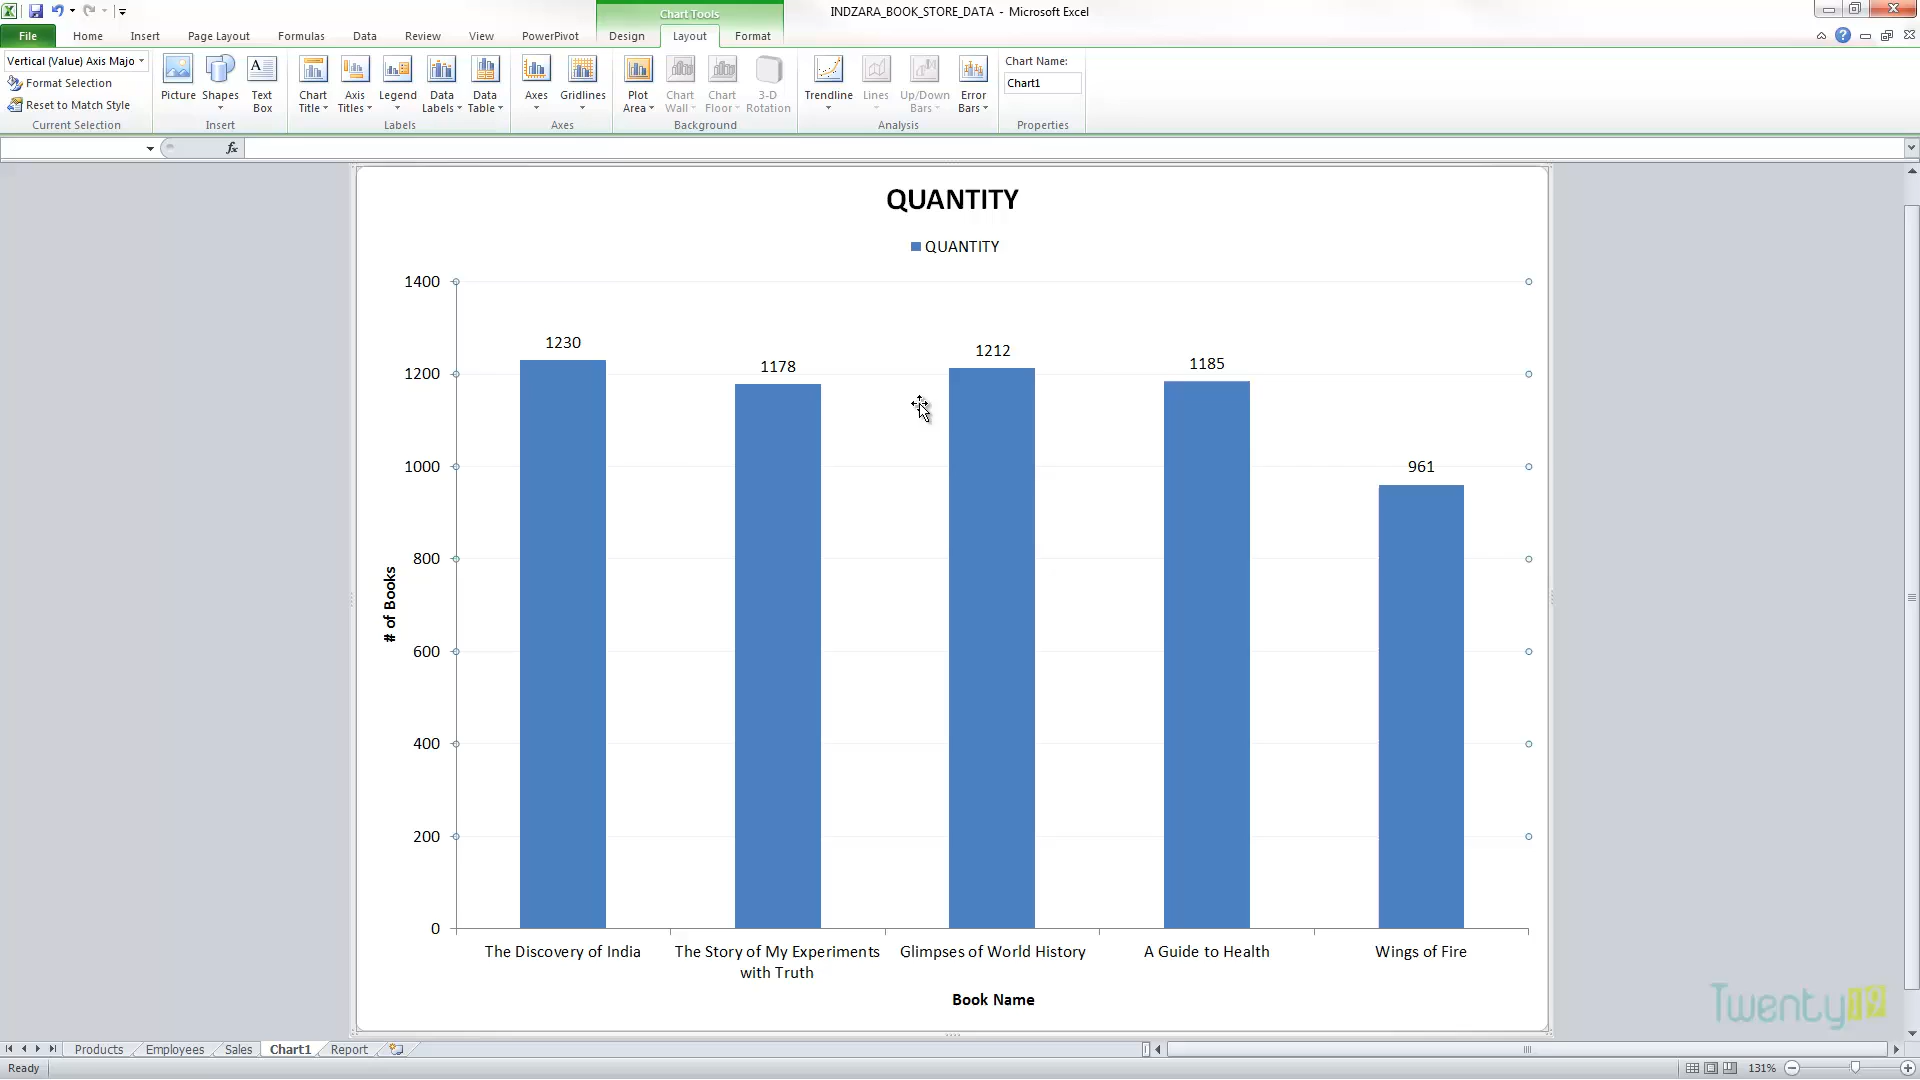 INDZARA_BOOK_STORE_DATA - Microsoft Excel
Chart Tools
File Home Insert Page Layout Formulas Data Review View PowerPivot Design Layout Format
Vertical (Value) Axis Majo
Format Selection
Reset to Match Style
Current Selection
Picture Shapes Text Box
Insert
Chart Title Axis Titles Legend Data Labels Data Table
Labels
Axes Gridlines
Axes
Plot Area Chart Wall Chart Floor 3-D Rotation
Background
Trendline Lines Up/Down Bars Error Bars
Analysis
Chart Name:
Chart1
Properties
fx
QUANTITY
QUANTITY
1400
1200
1000
800
600
400
200
0
# of Books
1230
1178
1212
1185
961
The Discovery of India
The Story of My Experiments
with Truth
Glimpses of World History
A Guide to Health
Wings of Fire
Book Name
Twenty19
Products Employees Sales Chart1 Report
Ready
131%